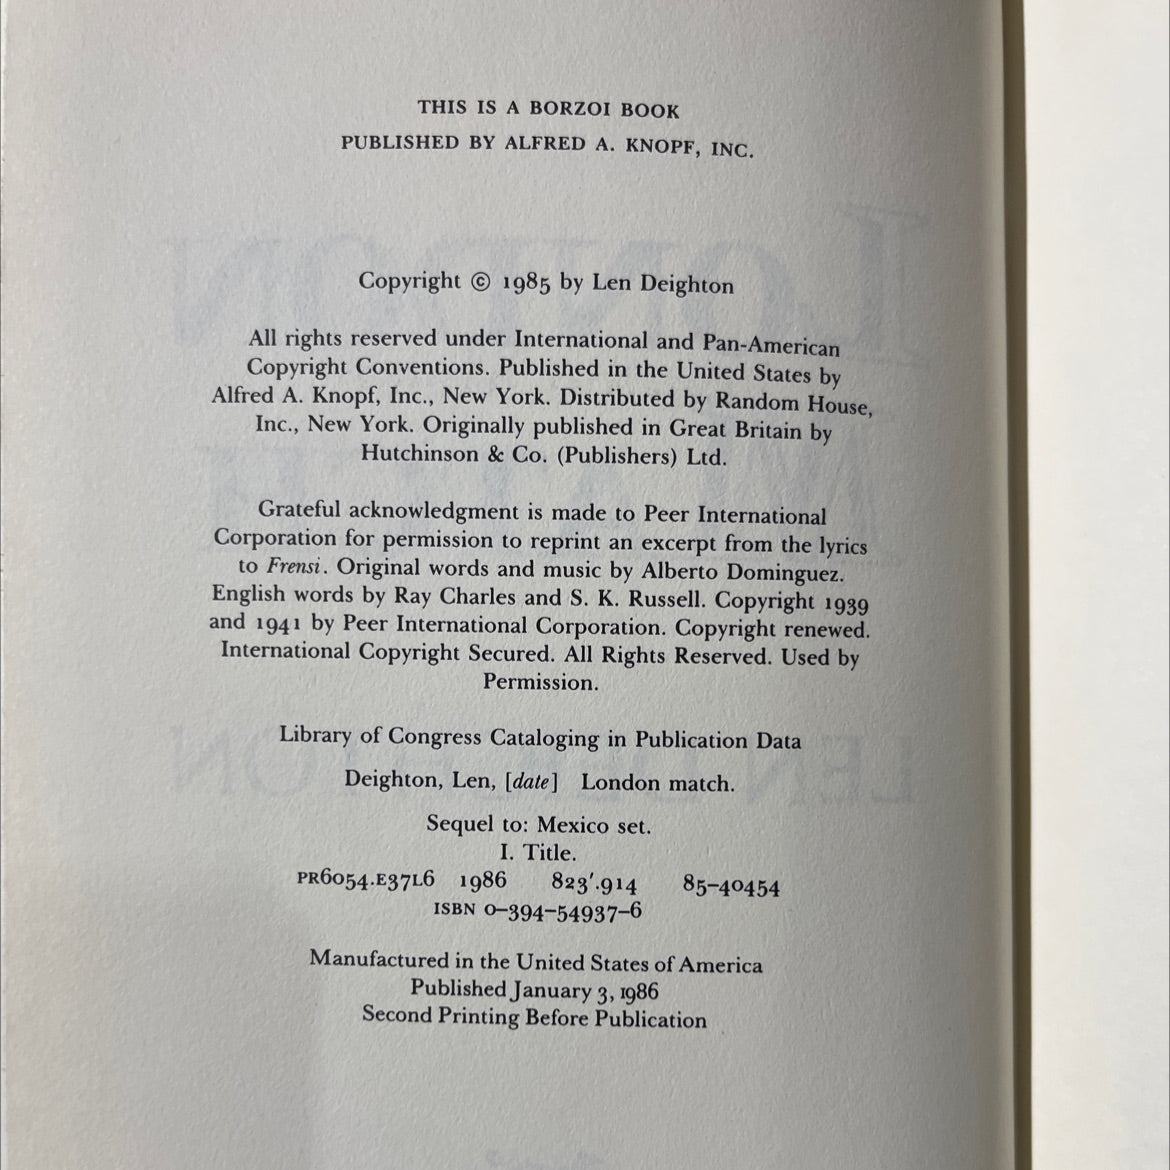 THIS IS A BORZOI BOOK
PUBLISHED BY ALFRED A. KNOPF, INC.
Copyright © 1985 by Len Deighton
All rights reserved under International and Pan-American
Copyright Conventions. Published in the United States by
Alfred A. Knopf, Inc., New York. Distributed by Random House,
Inc., New York. Originally published in Great Britain by
Hutchinson & Co. (Publishers) Ltd.
Grateful acknowledgment is made to Peer International
Corporation for permission to reprint an excerpt from the lyrics
to Frensi. Original words and music by Alberto Dominguez.
English words by Ray Charles and S. K. Russell. Copyright 1939
and 1941 by Peer International Corporation. Copyright renewed.
International Copyright Secured. All Rights Reserved. Used by
Permission.
Library of Congress Cataloging in Publication Data
Deighton, Len, [date] London match.
Sequel to: Mexico set.
I. Title.
PR6054.E37L6 1986 823'.914 85-40454
ISBN 0-394-54937-6
Manufactured in the United States of America
Published January 3, 1986
Second Printing Before Publication